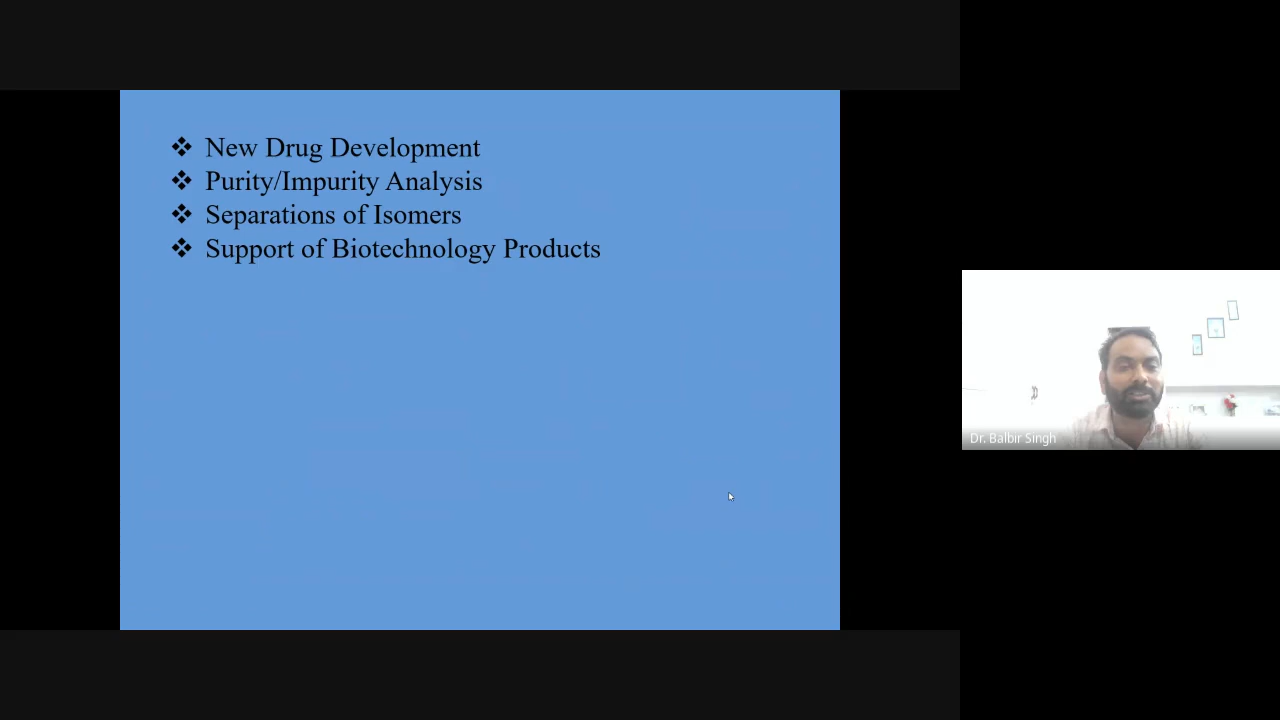 ❖ New Drug Development
❖ Purity/Impurity Analysis
❖ Separations of Isomers
❖ Support of Biotechnology Products
Dr. Balbir Singh